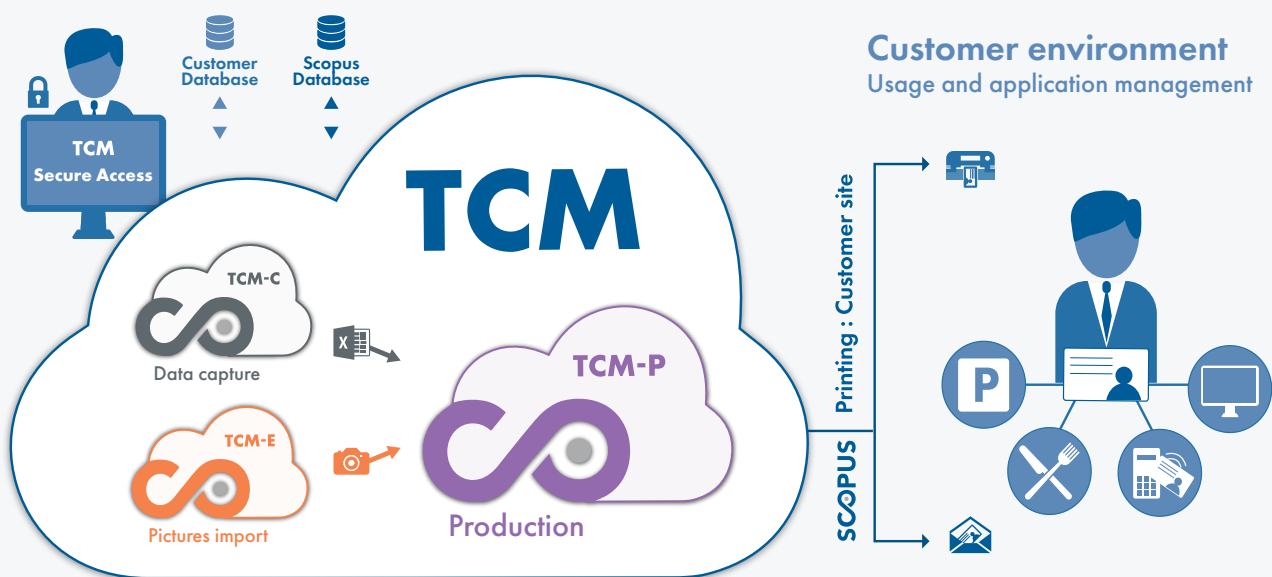 Customer
Database
Scopus
Database
TCM
Secure Access
Customer environment
Usage and application management
TCM
TCM-C
Data capture
X
TCM-E
Pictures import
TCM-P
Production
Printing : Customer site
SCOPUS
P